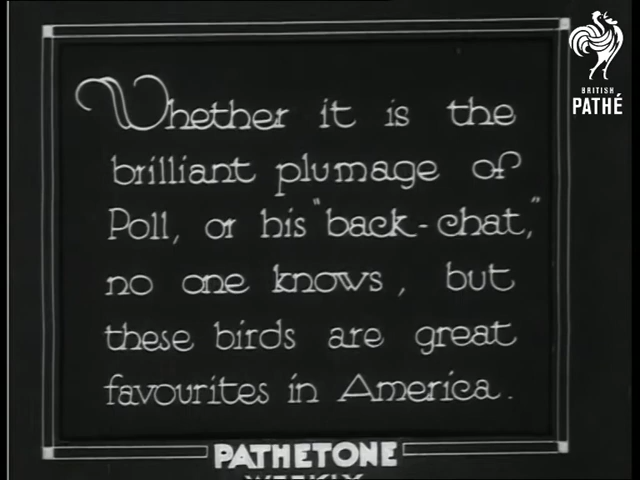 Whether it is the
brilliant plumage of
Poll, or his "back-chat,"
no one knows, but
these birds are great
favourites in America.
PATHETONE
WEEKLY
BRITISH
PATHÉ